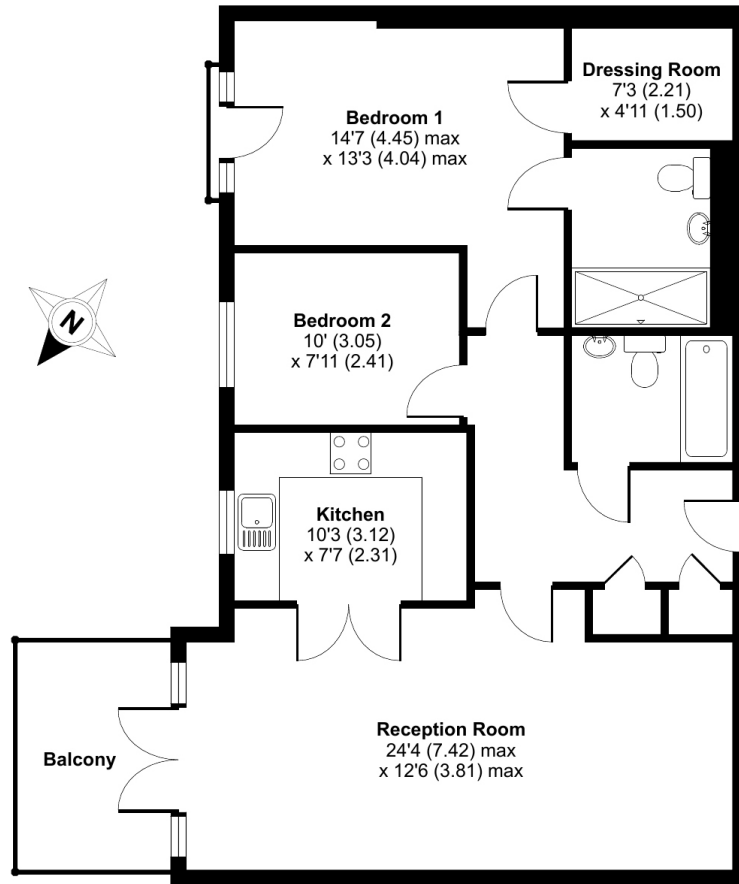 Dressing Room
7'3 (2.21)
x 4'11 (1.50)
Bedroom 1
14'7 (4.45) max
x 13'3 (4.04) max
N
Bedroom 2
10' (3.05)
x 7'11 (2.41)
Kitchen
10'3 (3.12)
x 7'7 (2.31)
Reception Room
24'4 (7.42) max
x 12'6 (3.81) max
Balcony